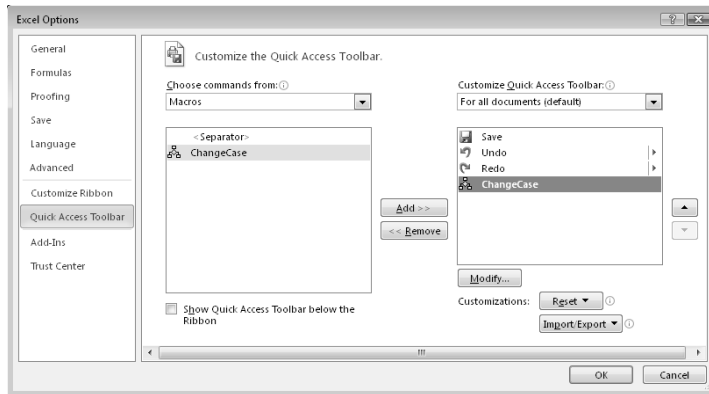 Excel Options
General
Formulas
Proofing
Save
Language
Advanced
Customize Ribbon
Quick Access Toolbar
Add-Ins
Trust Center
Customize the Quick Access Toolbar.
Choose commands from:
Macros
<Separator>
ChangeCase
Show Quick Access Toolbar below the
Ribbon
Add >>
<< Remove
Customize Quick Access Toolbar:
For all documents (default)
Save
Undo
Redo
ChangeCase
Modify...
Customizations: Reset
Import/Export
OK Cancel